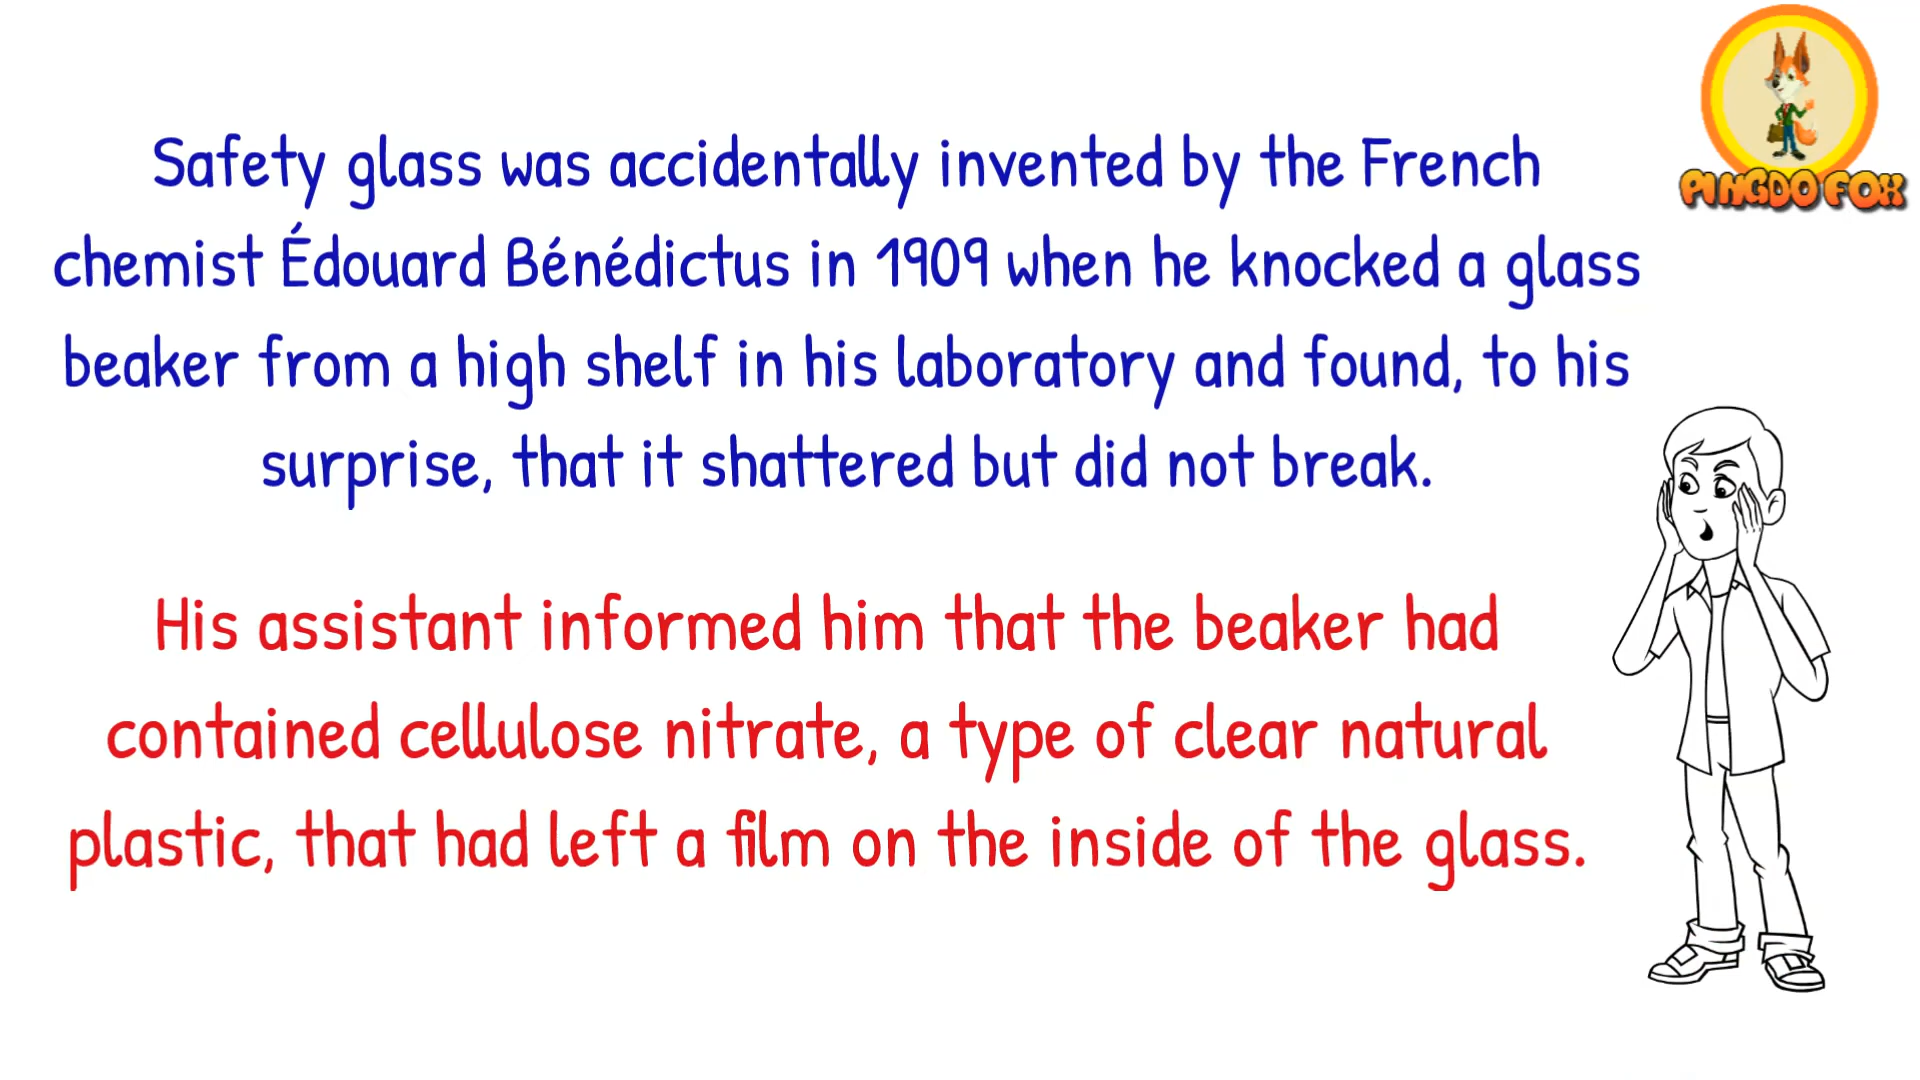 PINGDO FOX
Safety glass was accidentally invented by the French
chemist Édouard Bénédictus in 1909 when he knocked a glass
beaker from a high shelf in his laboratory and found, to his
surprise, that it shattered but did not break.
His assistant informed him that the beaker had
contained cellulose nitrate, a type of clear natural
plastic, that had left a film on the inside of the glass.